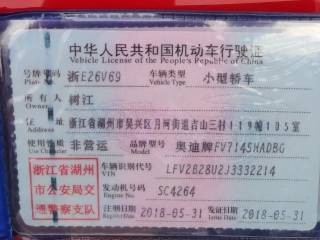 中华人民共和国机动车行驶证
Vehicle License of the People's Republic of China
号牌号码 浙E26V69 车辆类型 小型轿车
Plate No. Vehicle Type
所有人 树江
Owner
住址 浙江省湖州市吴兴区月河街道吉山三村119幢105室
Address
使用性质 非营运 品牌型号 奥迪牌FV7145HADBG
Use Character Model
浙江省湖州市公安局交通警察支队
车辆识别代号 LFV2B28U2J3332214
VIN
发动机号码 SC4264
Engine No.
注册日期 2018-05-31 发证日期 2018-05-31
Register Date Issue Date